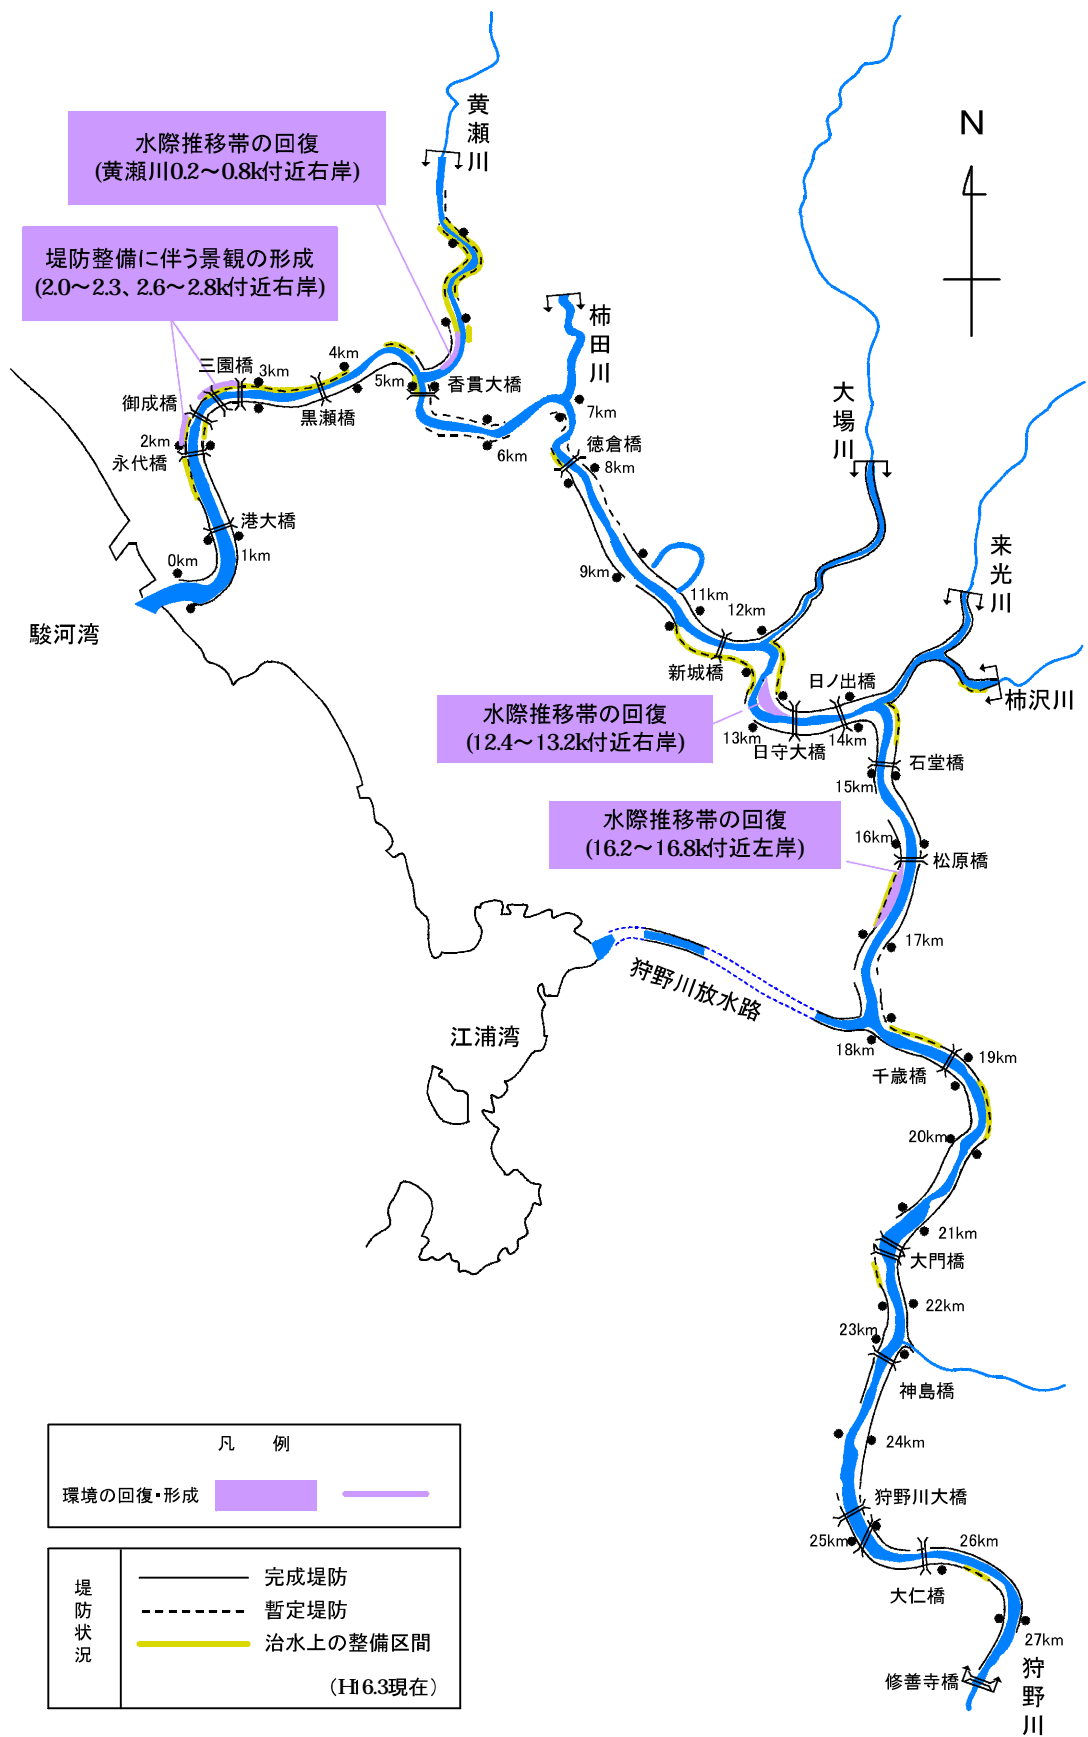 黄瀬川
水際推移帯の回復
(黄瀬川0.2～0.8k付近右岸)
N
堤防整備に伴う景観の形成
(2.0～2.3、2.6～2.8k付近右岸)
柿田川
三園橋
3km
4km
5km
香貫大橋
御成橋
黒瀬橋
大場川
7km
2km
永代橋
6km
徳倉橋
8km
港大橋
0km
1km
9km
来光川
11km
12km
駿河湾
新城橋
日ノ出橋
柿沢川
水際推移帯の回復
(12.4～13.2k付近右岸)
13km
日守大橋
14km
石堂橋
15km
水際推移帯の回復
(16.2～16.8k付近左岸)
16km
松原橋
17km
狩野川放水路
江浦湾
18km
19km
千歳橋
20km
21km
大門橋
22km
23km
神島橋
24km
狩野川大橋
25km
26km
大仁橋
27km
修善寺橋
狩野川
凡 例
環境の回復・形成
堤防状況
完成堤防
暫定堤防
治水上の整備区間
（H16.3現在）